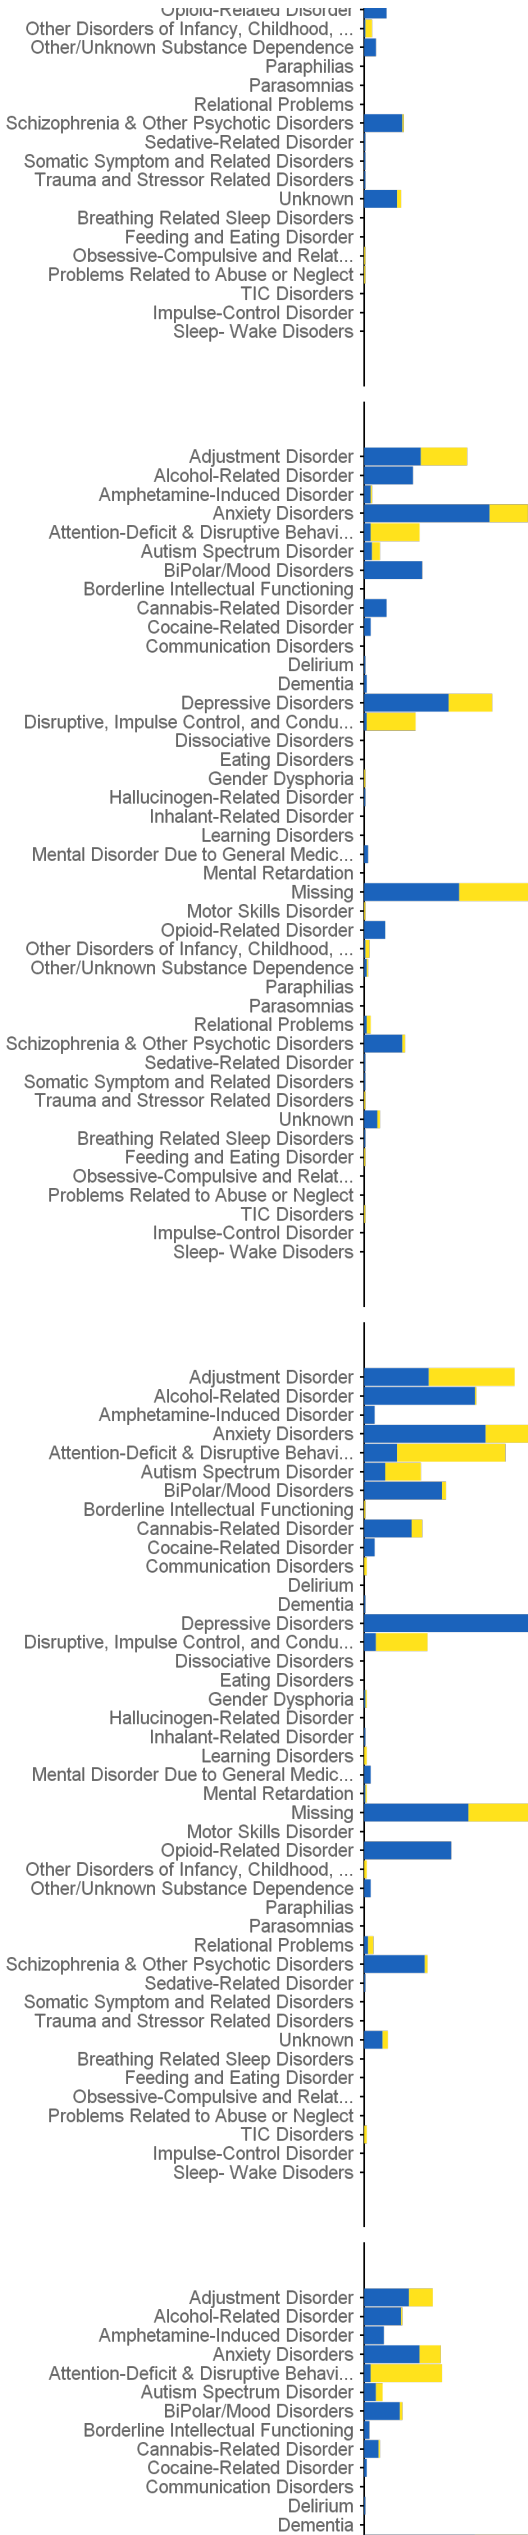 Opioid-Related Disorder
Other Disorders of Infancy, Childhood, ...
Other/Unknown Substance Dependence
Paraphilias
Parasomnias
Relational Problems
Schizophrenia & Other Psychotic Disorders
Sedative-Related Disorder
Somatic Symptom and Related Disorders
Trauma and Stressor Related Disorders
Unknown
Breathing Related Sleep Disorders
Feeding and Eating Disorder
Obsessive-Compulsive and Relat...
Problems Related to Abuse or Neglect
TIC Disorders
Impulse-Control Disorder
Sleep- Wake Disoders
Adjustment Disorder
Alcohol-Related Disorder
Amphetamine-Induced Disorder
Anxiety Disorders
Attention-Deficit & Disruptive Behavi...
Autism Spectrum Disorder
BiPolar/Mood Disorders
Borderline Intellectual Functioning
Cannabis-Related Disorder
Cocaine-Related Disorder
Communication Disorders
Delirium
Dementia
Depressive Disorders
Disruptive, Impulse Control, and Condu...
Dissociative Disorders
Eating Disorders
Gender Dysphoria
Hallucinogen-Related Disorder
Inhalant-Related Disorder
Learning Disorders
Mental Disorder Due to General Medic...
Mental Retardation
Missing
Motor Skills Disorder
Opioid-Related Disorder
Other Disorders of Infancy, Childhood, ...
Other/Unknown Substance Dependence
Paraphilias
Parasomnias
Relational Problems
Schizophrenia & Other Psychotic Disorders
Sedative-Related Disorder
Somatic Symptom and Related Disorders
Trauma and Stressor Related Disorders
Unknown
Breathing Related Sleep Disorders
Feeding and Eating Disorder
Obsessive-Compulsive and Relat...
Problems Related to Abuse or Neglect
TIC Disorders
Impulse-Control Disorder
Sleep- Wake Disoders
Adjustment Disorder
Alcohol-Related Disorder
Amphetamine-Induced Disorder
Anxiety Disorders
Attention-Deficit & Disruptive Behavi...
Autism Spectrum Disorder
BiPolar/Mood Disorders
Borderline Intellectual Functioning
Cannabis-Related Disorder
Cocaine-Related Disorder
Communication Disorders
Delirium
Dementia
Depressive Disorders
Disruptive, Impulse Control, and Condu...
Dissociative Disorders
Eating Disorders
Gender Dysphoria
Hallucinogen-Related Disorder
Inhalant-Related Disorder
Learning Disorders
Mental Disorder Due to General Medic...
Mental Retardation
Missing
Motor Skills Disorder
Opioid-Related Disorder
Other Disorders of Infancy, Childhood, ...
Other/Unknown Substance Dependence
Paraphilias
Parasomnias
Relational Problems
Schizophrenia & Other Psychotic Disorders
Sedative-Related Disorder
Somatic Symptom and Related Disorders
Trauma and Stressor Related Disorders
Unknown
Breathing Related Sleep Disorders
Feeding and Eating Disorder
Obsessive-Compulsive and Relat...
Problems Related to Abuse or Neglect
TIC Disorders
Impulse-Control Disorder
Sleep- Wake Disoders
Adjustment Disorder
Alcohol-Related Disorder
Amphetamine-Induced Disorder
Anxiety Disorders
Attention-Deficit & Disruptive Behavi...
Autism Spectrum Disorder
BiPolar/Mood Disorders
Borderline Intellectual Functioning
Cannabis-Related Disorder
Cocaine-Related Disorder
Communication Disorders
Delirium
Dementia